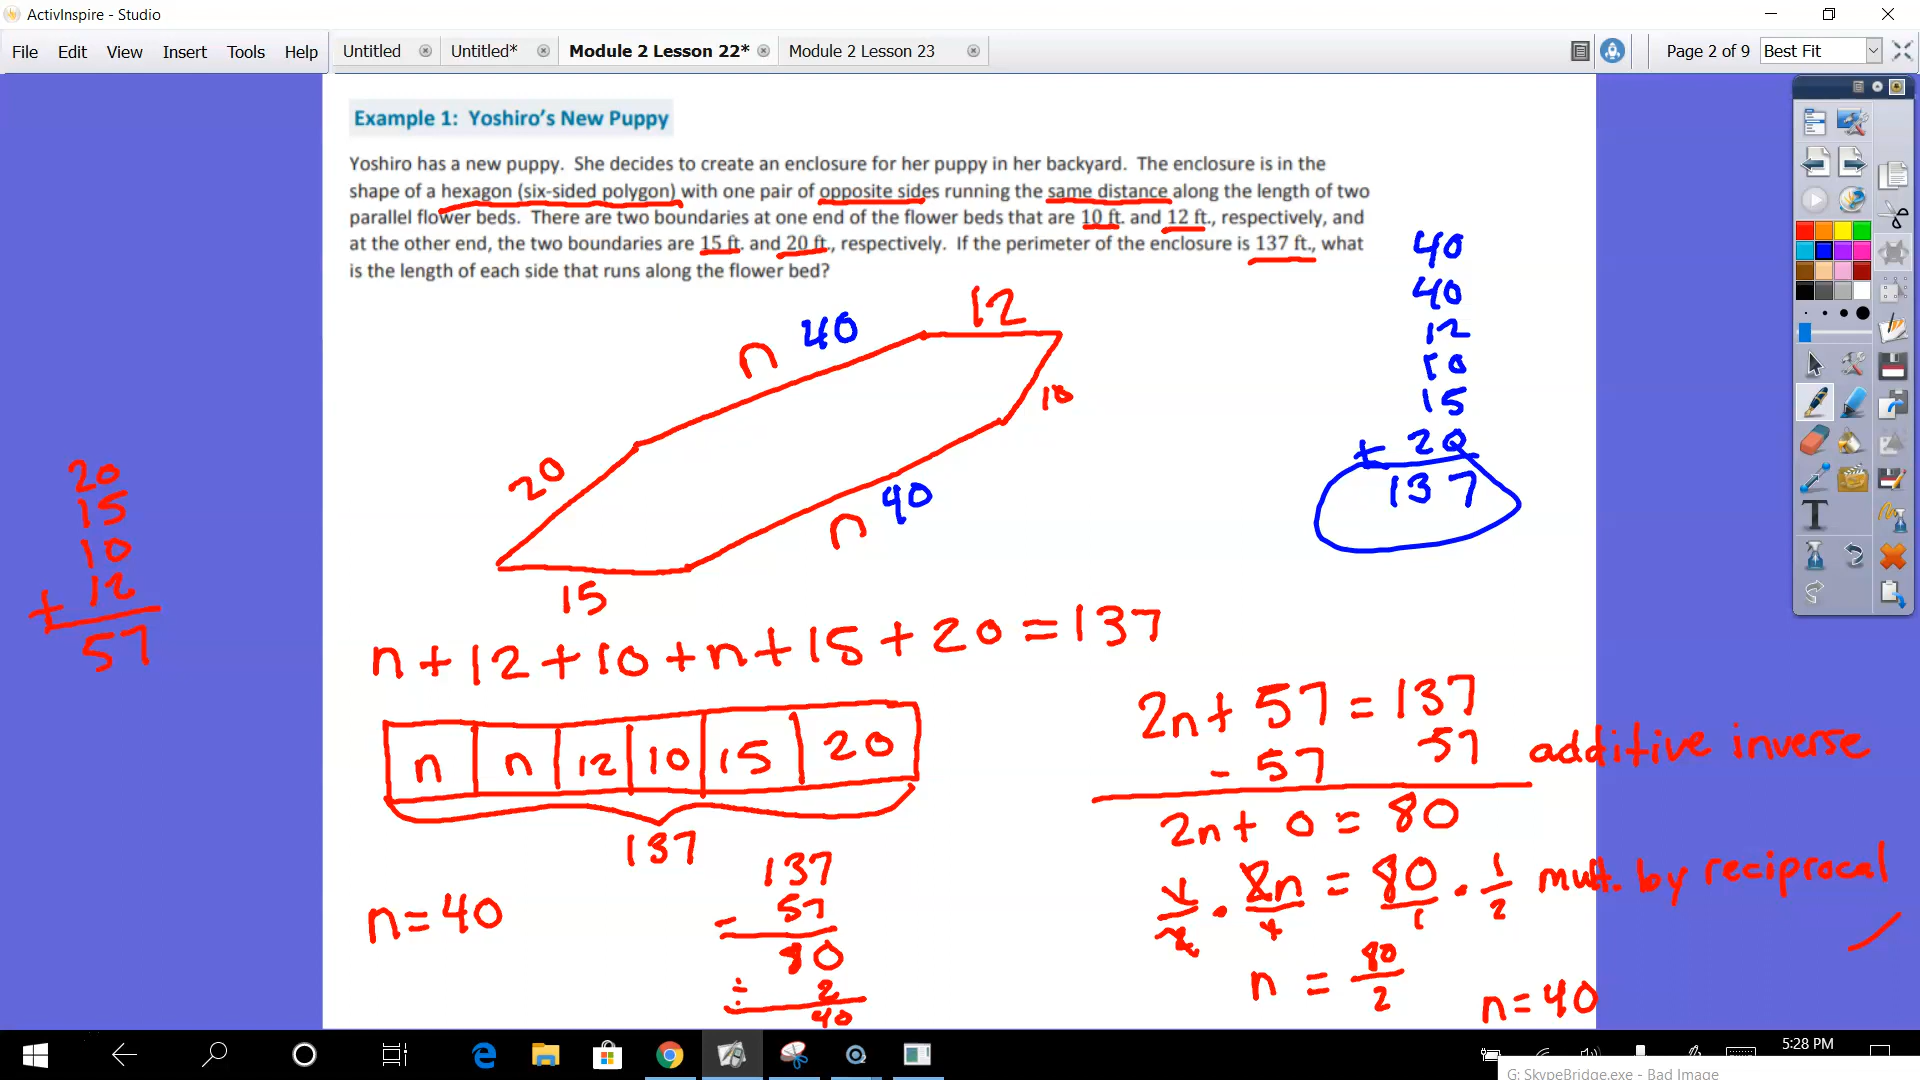 ActivInspire - Studio
File Edit View Insert Tools Help
Untitled Untitled* Module 2 Lesson 22* Module 2 Lesson 23
Page 2 of 9 Best Fit
Example 1: Yoshiro's New Puppy
Yoshiro has a new puppy. She decides to create an enclosure for her puppy in her backyard. The enclosure is in the
shape of a hexagon (six-sided polygon) with one pair of opposite sides running the same distance along the length of two
parallel flower beds. There are two boundaries at one end of the flower beds that are 10 ft. and 12 ft., respectively, and
at the other end, the two boundaries are 15 ft. and 20 ft., respectively. If the perimeter of the enclosure is 137 ft., what
is the length of each side that runs along the flower bed?
40
40
12
10
15
+ 20
137
12
n 40
10
20
n 40
15
20
15
10
+ 12
57
n+12+10+n+15+20=137
n n 12 10 15 20
137
n=40
137
- 57
80
÷ 2
40
2n+ 57 = 137
- 57 57 additive inverse
2n+ 0 = 80
1/2 · 2n/1 = 80/1 · 1/2 mult. by reciprocal
n = 80/2
n=40
T
5:28 PM
G: SkypeBridge.exe - Bad Image